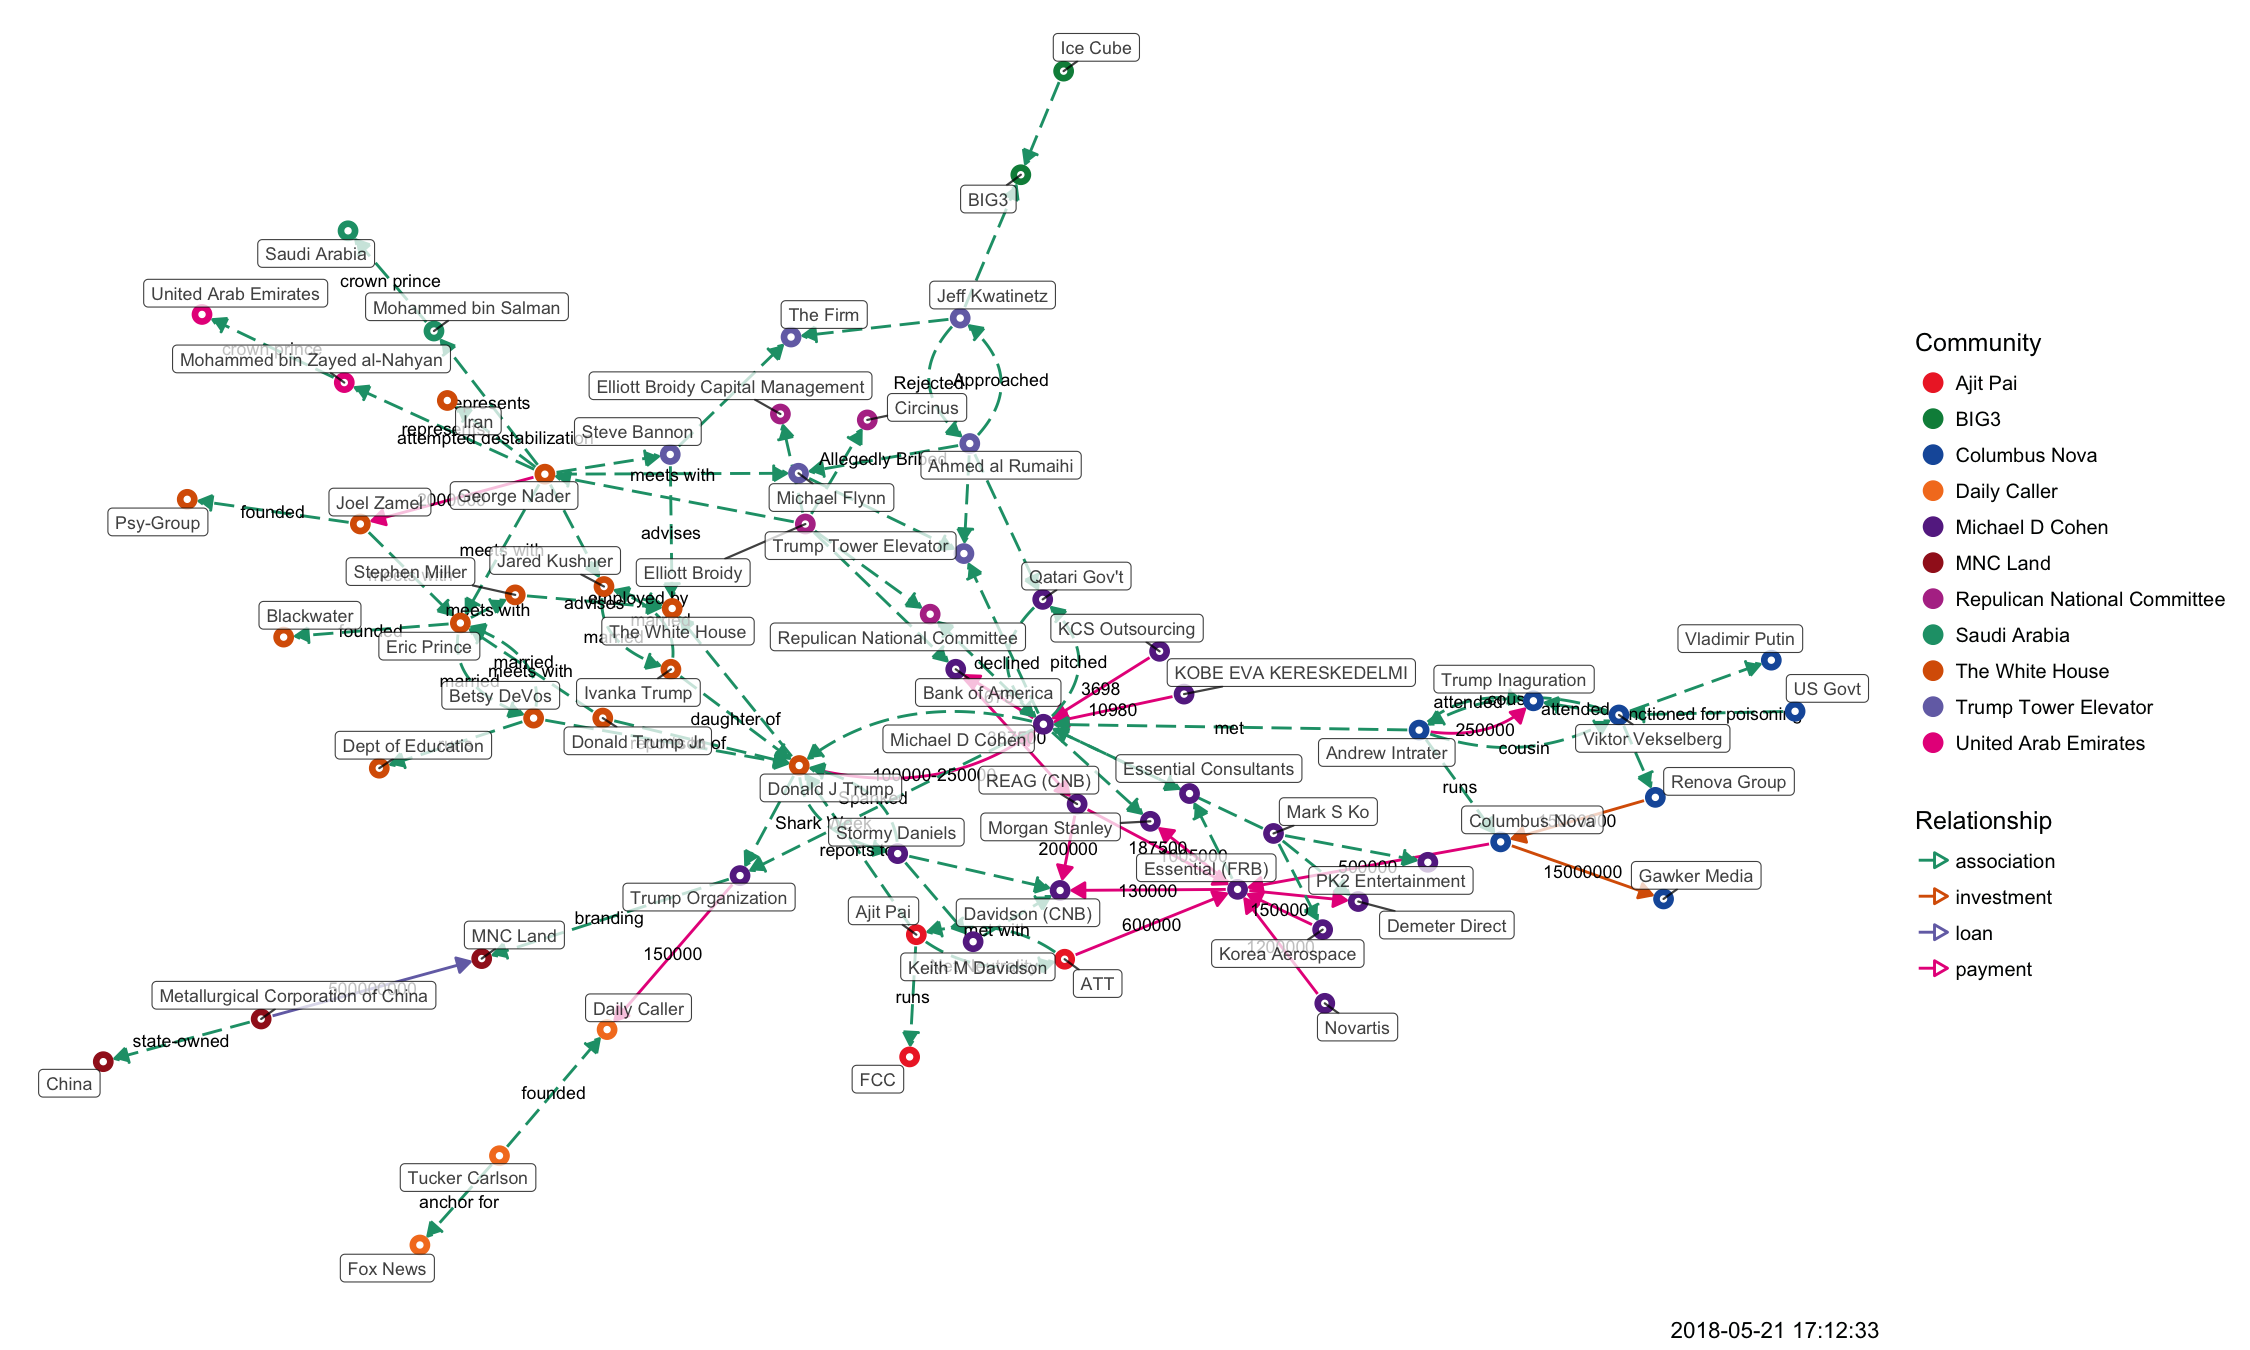 Ice Cube
BIG3
Saudi Arabia
crown prince
United Arab Emirates
Mohammed bin Salman
Jeff Kwatinetz
The Firm
crown prince
Mohammed bin Zayed al-Nahyan
Elliott Broidy Capital Management
Rejected
Approached
Circinus
represents
Iran
represents
attempted destabilization
Steve Bannon
Allegedly Bribed
Ahmed al Rumaihi
meets with
Michael Flynn
George Nader
Joel Zamel
Psy-Group
founded
advises
Trump Tower Elevator
meets with
Jared Kushner
Stephen Miller
meets with
Elliott Broidy
Qatari Gov't
employed by
advises
meets with
Blackwater
founded
married
The White House
married
Repulican National Committee
KCS Outsourcing
Eric Prince
married
meets with
married
declined
pitched
KOBE EVA KERESKEDELMI
Vladimir Putin
Betsy DeVos
Ivanka Trump
Bank of America
3698
10980
Trump Inaguration
US Govt
attended
attended
daughter of
Michael D Cohen
met
250000
cousin
Viktor Vekselberg
Dept of Education
Donald Trump Jr
of
Andrew Intrater
Essential Consultants
100000-250000
REAG (CNB)
Renova Group
Donald J Trump
Spanked
runs
Mark S Ko
Shark Week
Stormy Daniels
Morgan Stanley
Columbus Nova
reports to
200000
187500
Essential (FRB)
500000
PK2 Entertainment
15000000
Gawker Media
Trump Organization
130000
Ajit Pai
Davidson (CNB)
branding
600000
150000
Demeter Direct
met with
MNC Land
150000
Keith M Davidson
Korea Aerospace
1200000
ATT
500000000
Metallurgical Corporation of China
runs
Daily Caller
Novartis
state-owned
China
FCC
founded
Tucker Carlson
anchor for
Fox News
Community
Ajit Pai
BIG3
Columbus Nova
Daily Caller
Michael D Cohen
MNC Land
Repulican National Committee
Saudi Arabia
The White House
Trump Tower Elevator
United Arab Emirates
Relationship
association
investment
loan
payment
2018-05-21 17:12:33